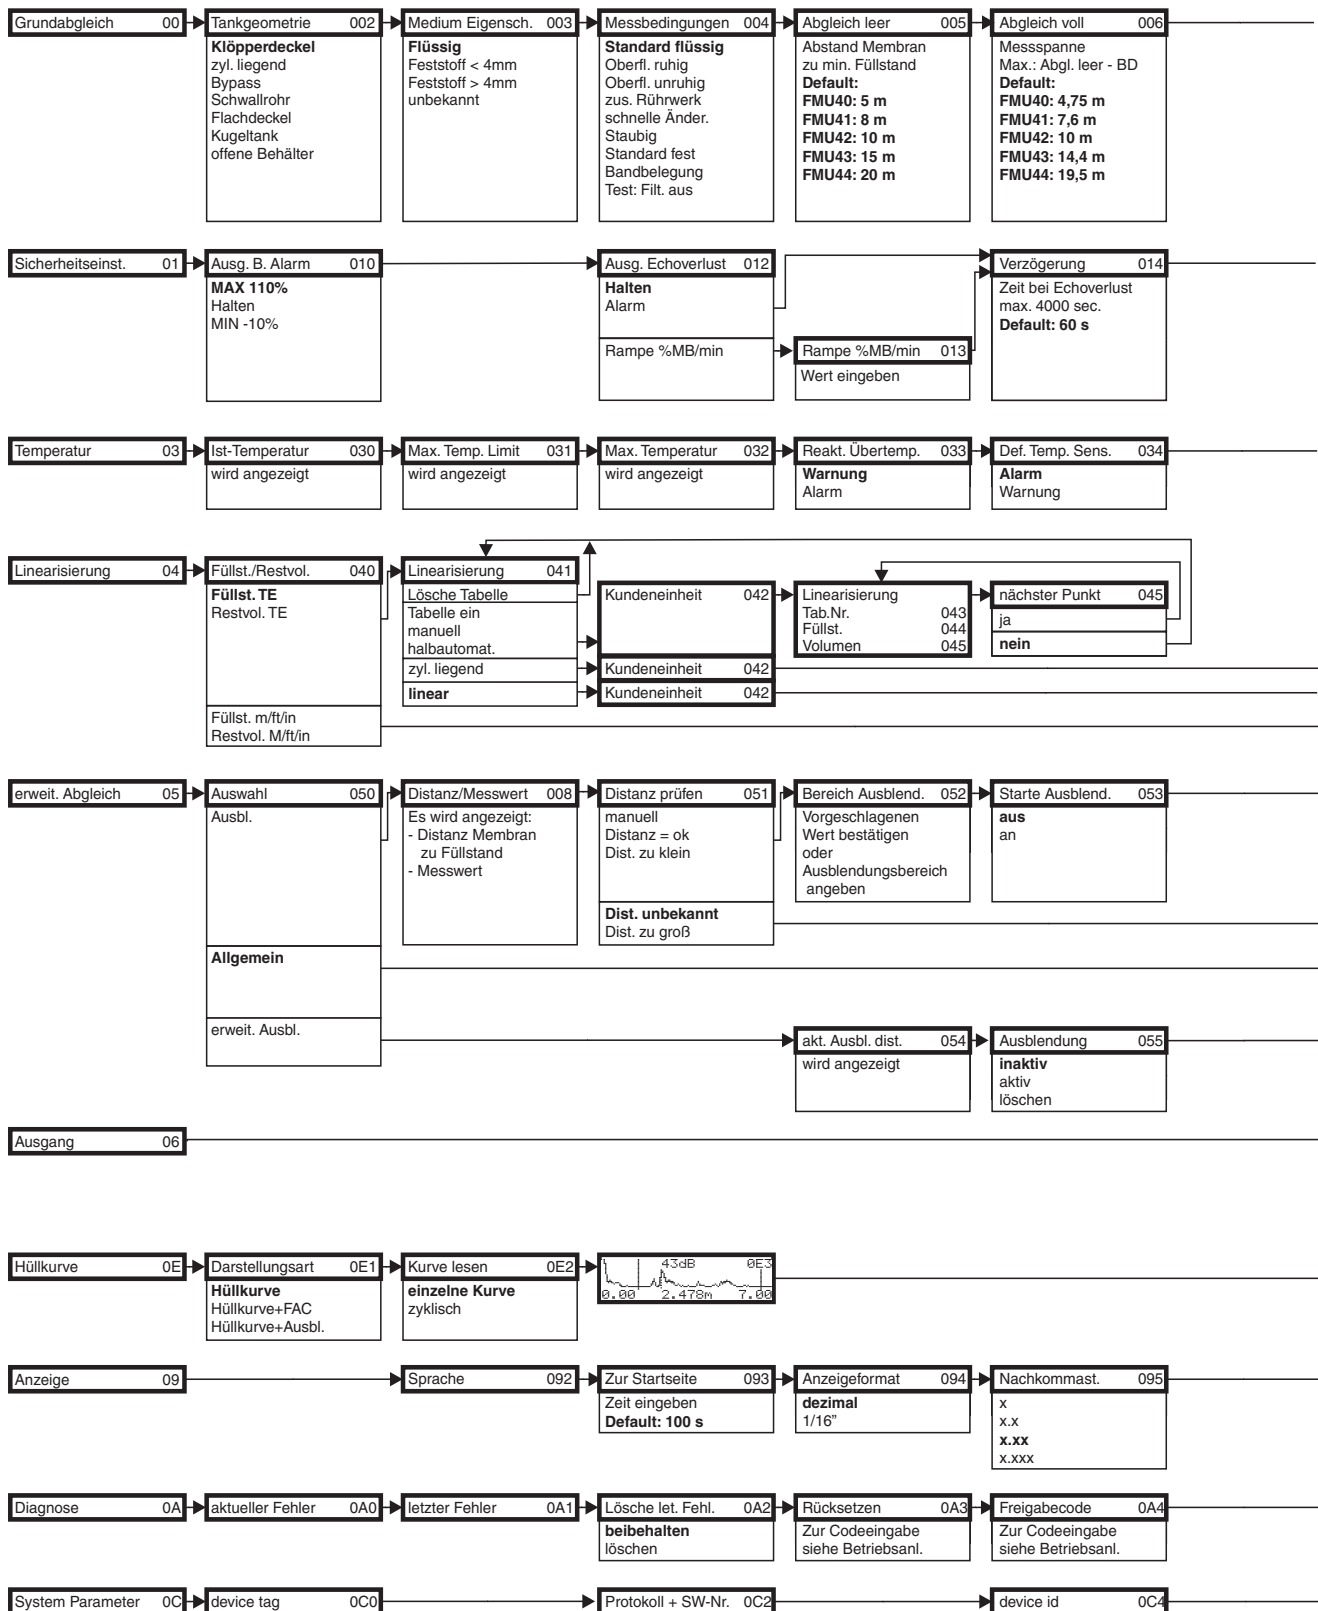 Grundabgleich 00
Tankgeometrie 002
Klöpperdeckel
zyl. liegend
Bypass
Schwallrohr
Flachdeckel
Kugeltank
offene Behälter
Medium Eigensch. 003
Flüssig
Feststoff < 4mm
Feststoff > 4mm
unbekannt
Messbedingungen 004
Standard flüssig
Oberfl. ruhig
Oberfl. unruhig
zus. Rührwerk
schnelle Änder.
Staubig
Standard fest
Bandbelegung
Test: Filt. aus
Abgleich leer 005
Abstand Membran
zu min. Füllstand
Default:
FMU40: 5 m
FMU41: 8 m
FMU42: 10 m
FMU43: 15 m
FMU44: 20 m
Abgleich voll 006
Messspanne
Max.: Abgl. leer - BD
Default:
FMU40: 4,75 m
FMU41: 7,6 m
FMU42: 10 m
FMU43: 14,4 m
FMU44: 19,5 m
Sicherheitseinst. 01
Ausg. B. Alarm 010
MAX 110%
Halten
MIN -10%
Ausg. Echoverlust 012
Halten
Alarm
Rampe %MB/min
Rampe %MB/min 013
Wert eingeben
Verzögerung 014
Zeit bei Echoverlust
max. 4000 sec.
Default: 60 s
Temperatur 03
Ist-Temperatur 030
wird angezeigt
Max. Temp. Limit 031
wird angezeigt
Max. Temperatur 032
wird angezeigt
Reakt. Übertemp. 033
Warnung
Alarm
Def. Temp. Sens. 034
Alarm
Warnung
Linearisierung 04
Füllst./Restvol. 040
Füllst. TE
Restvol. TE
Füllst. m/ft/in
Restvol. M/ft/in
Linearisierung 041
Lösche Tabelle
Tabelle ein
manuell
halbautomat.
zyl. liegend
linear
Kundeneinheit 042
Kundeneinheit 042
Kundeneinheit 042
Linearisierung
Tab.Nr. 043
Füllst. 044
Volumen 045
nächster Punkt 045
ja
nein
erweit. Abgleich 05
Auswahl 050
Ausbl.
Allgemein
erweit. Ausbl.
Distanz/Messwert 008
Es wird angezeigt:
- Distanz Membran
zu Füllstand
- Messwert
Distanz prüfen 051
manuell
Distanz = ok
Dist. zu klein
Dist. unbekannt
Dist. zu groß
Bereich Ausblend. 052
Vorgeschlagenen
Wert bestätigen
oder
Ausblendungsbereich
angeben
Starte Ausblend. 053
aus
an
akt. Ausbl. dist. 054
wird angezeigt
Ausblendung 055
inaktiv
aktiv
löschen
Ausgang 06
Hüllkurve 0E
Darstellungsart 0E1
Hüllkurve
Hüllkurve+FAC
Hüllkurve+Ausbl.
Kurve lesen 0E2
einzelne Kurve
zyklisch
43dB 0E3
0.00 2.478m 7.00
Anzeige 09
Sprache 092
Zur Startseite 093
Zeit eingeben
Default: 100 s
Anzeigeformat 094
dezimal
1/16”
Nachkommast. 095
x
x.x
x.xx
x.xxx
Diagnose 0A
aktueller Fehler 0A0
letzter Fehler 0A1
Lösche let. Fehl. 0A2
beibehalten
löschen
Rücksetzen 0A3
Zur Codeeingabe
siehe Betriebsanl.
Freigabecode 0A4
Zur Codeeingabe
siehe Betriebsanl.
System Parameter 0C
device tag 0C0
Protokoll + SW-Nr. 0C2
device id 0C4